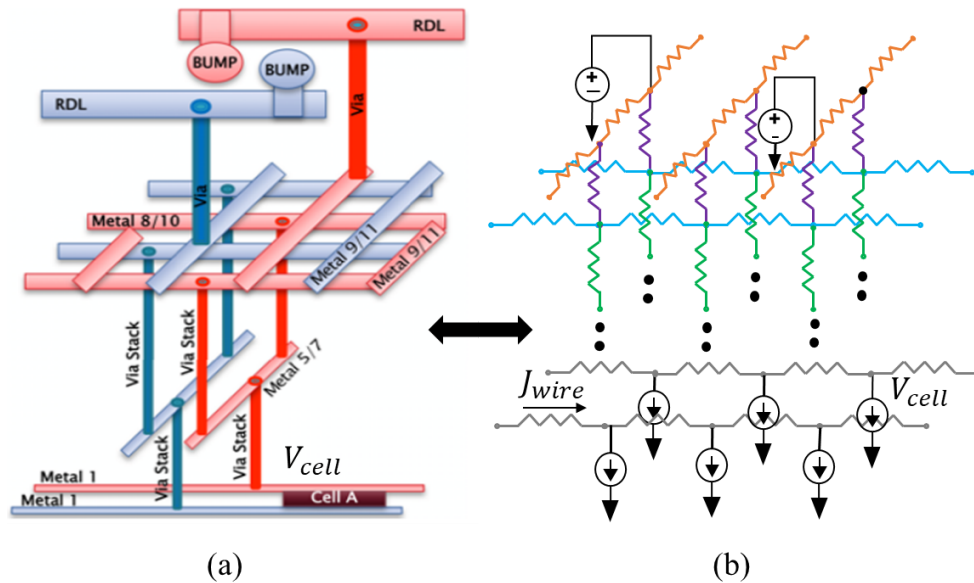 RDL
BUMP
BUMP
RDL
Via
Via
Metal 8/10
Metal 9/11
Metal 9/11
Via Stack
Via Stack
Metal 5/7
Via Stack
Via Stack
V_cell
Metal 1
Metal 1
Cell A
(a)
+
−
+
−
J_wire
V_cell
(b)